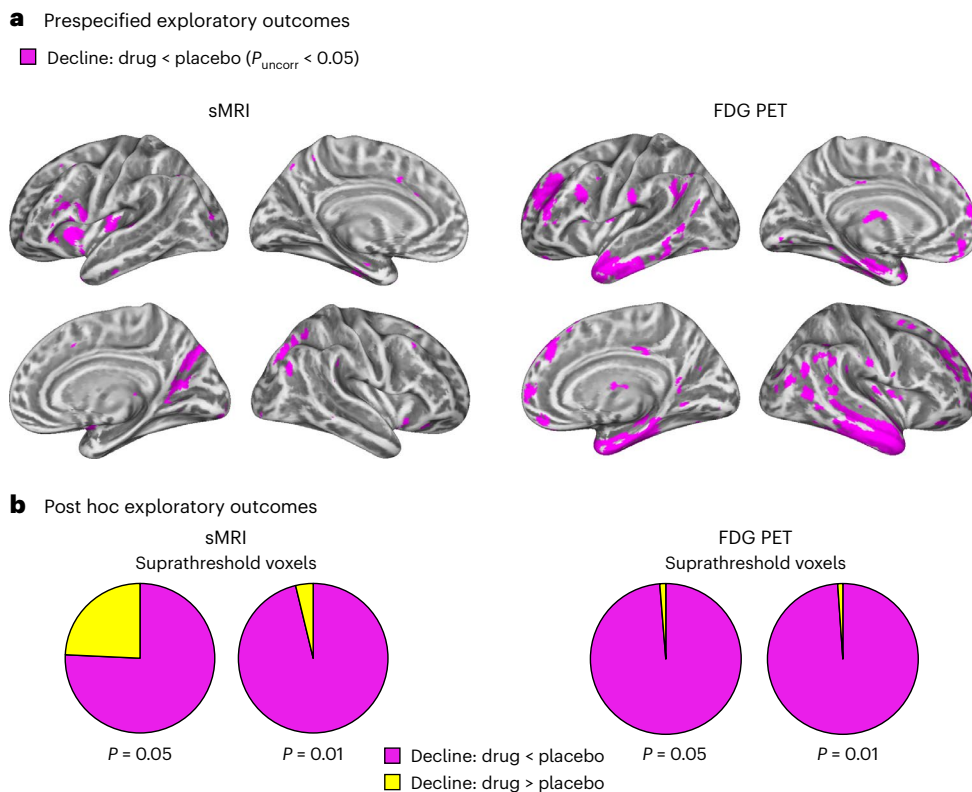 a Prespecified exploratory outcomes
Decline: drug < placebo (Puncorr < 0.05)
sMRI
FDG PET
b Post hoc exploratory outcomes
sMRI
Suprathreshold voxels
FDG PET
Suprathreshold voxels
P = 0.05
P = 0.01
P = 0.05
P = 0.01
Decline: drug < placebo
Decline: drug > placebo